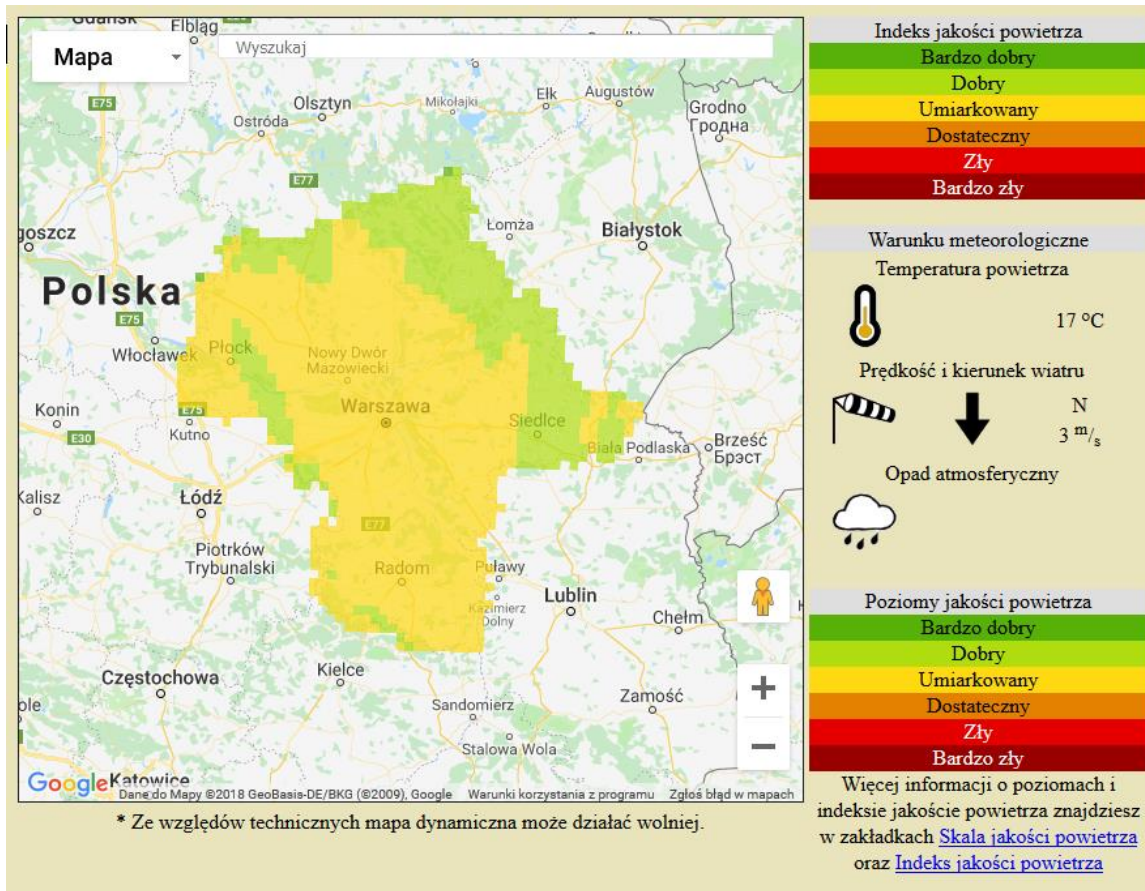 Gdańsk
Elbląg
Mapa
Wyszukaj
E75
Olsztyn
Mikołajki
Ełk
Augustów
Ostróda
Grodno
Гродна
E77
Łomża
Białystok
goszcz
Polska
E75
Włocławek
Płock
Nowy Dwór
Mazowiecki
Konin
E75
Warszawa
E30
Kutno
Siedlce
Biała Podlaska
Brześć
Брэст
Kalisz
Łódź
E77
Piotrków
Trybunalski
Radom
Puławy
Kazimierz
Dolny
Lublin
Chełm
Częstochowa
Kielce
Zamość
ole
Sandomierz
Stalowa Wola
Google
Katowice
Dane do Mapy ©2018 GeoBasis-DE/BKG (©2009), Google Warunki korzystania z programu Zgłoś błąd w mapach
* Ze względów technicznych mapa dynamiczna może działać wolniej.
Indeks jakości powietrza
Bardzo dobry
Dobry
Umiarkowany
Dostateczny
Zły
Bardzo zły
Warunku meteorologiczne
Temperatura powietrza
17 °C
Prędkość i kierunek wiatru
N
3 m/s
Opad atmosferyczny
Poziomy jakości powietrza
Bardzo dobry
Dobry
Umiarkowany
Dostateczny
Zły
Bardzo zły
Więcej informacji o poziomach i
indeksie jakoście powietrza znajdziesz
w zakładkach Skala jakości powietrza
oraz Indeks jakości powietrza